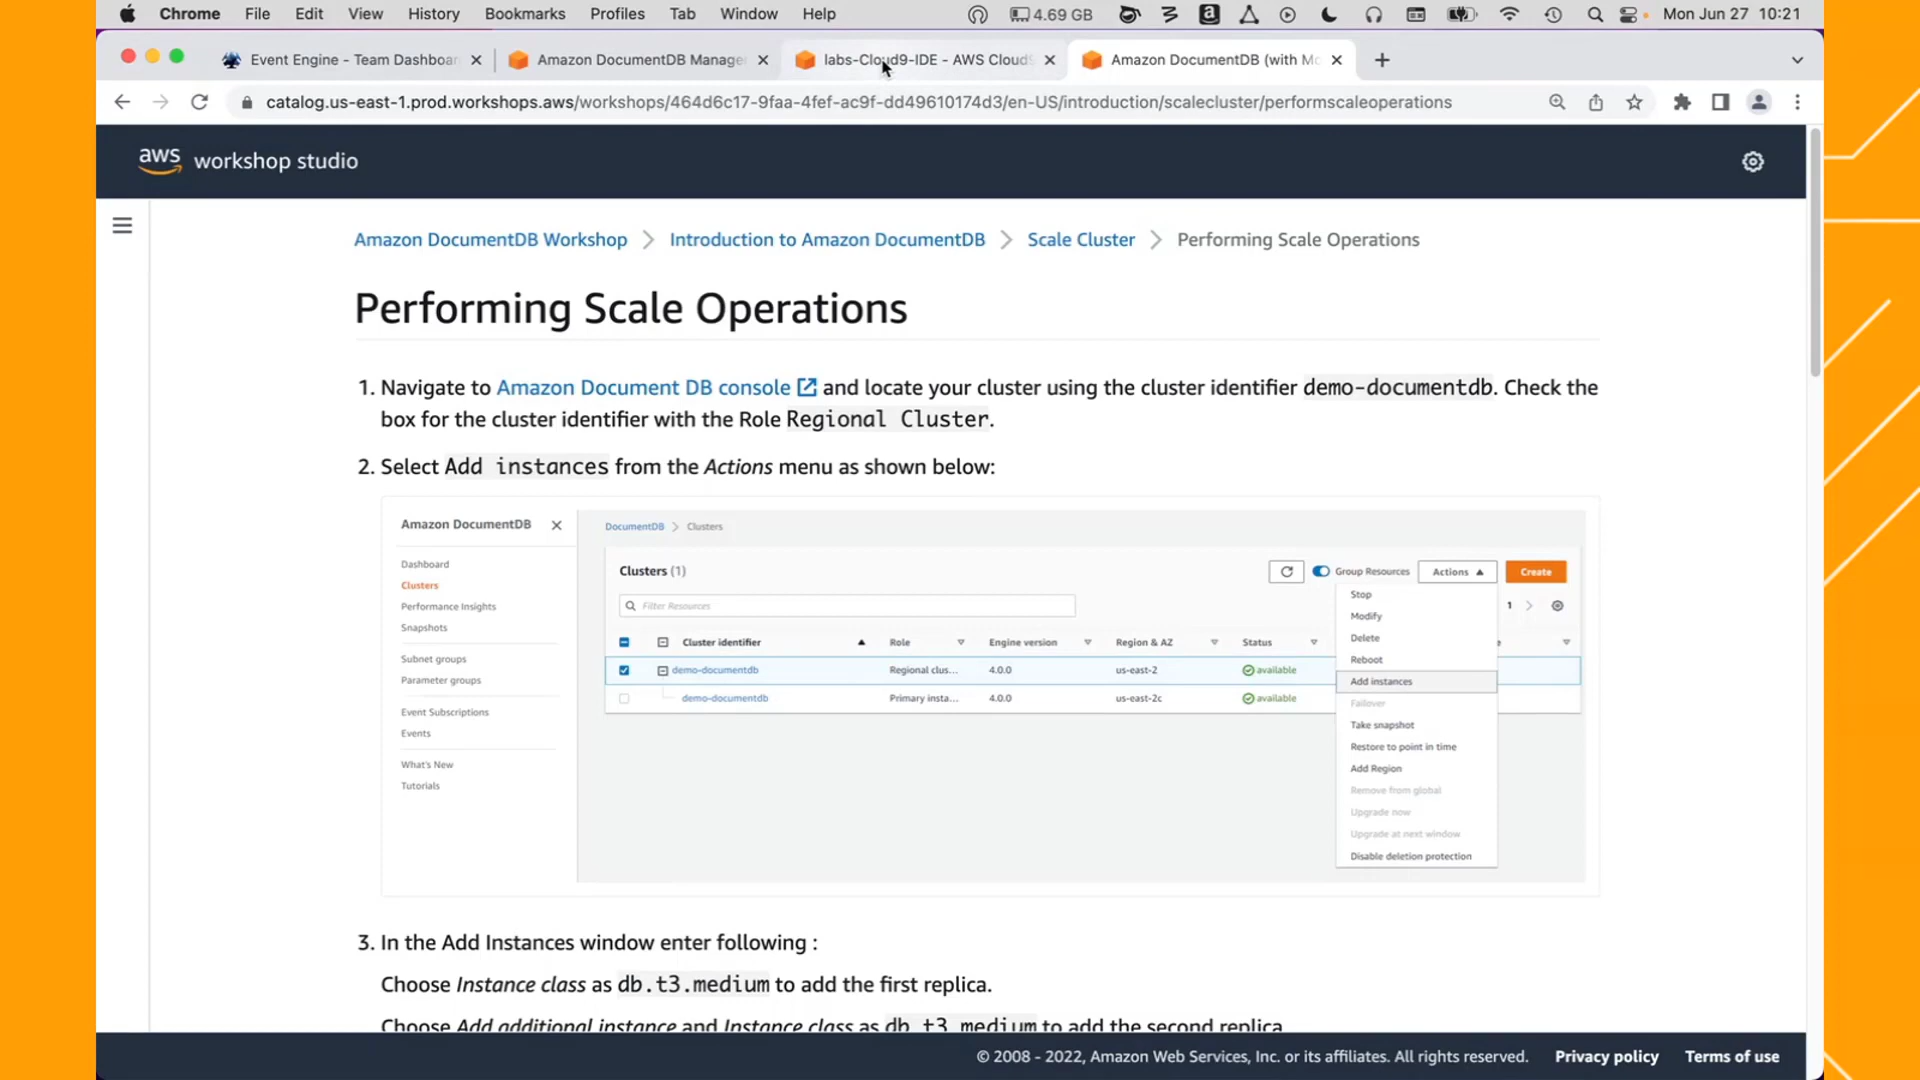 Chrome File Edit View History Bookmarks Profiles Tab Window Help 4.69 GB Mon Jun 27 10:21
Event Engine - Team Dashboar
Amazon DocumentDB Manage
labs-Cloud9-IDE - AWS Cloud9
Amazon DocumentDB (with Mo
catalog.us-east-1.prod.workshops.aws/workshops/464d6c17-9faa-4fef-ac9f-dd49610174d3/en-US/introduction/scalecluster/performscaleoperations
aws workshop studio
Amazon DocumentDB Workshop > Introduction to Amazon DocumentDB > Scale Cluster > Performing Scale Operations
Performing Scale Operations
1. Navigate to Amazon Document DB console and locate your cluster using the cluster identifier demo-documentdb. Check the
box for the cluster identifier with the Role Regional Cluster.
2. Select Add instances from the Actions menu as shown below:
Amazon DocumentDB
Dashboard
Clusters
Performance Insights
Snapshots
Subnet groups
Parameter groups
Event Subscriptions
Events
What's New
Tutorials
DocumentDB > Clusters
Clusters (1)
Group Resources
Actions
Create
Filter Resources
1
Cluster identifier Role Engine version Region & AZ Status
demo-documentdb Regional clus... 4.0.0 us-east-2 available
demo-documentdb Primary insta... 4.0.0 us-east-2c available
Stop
Modify
Delete
Reboot
Add instances
Failover
Take snapshot
Restore to point in time
Add Region
Remove from global
Upgrade now
Upgrade at next window
Disable deletion protection
3. In the Add Instances window enter following :
Choose Instance class as db.t3.medium to add the first replica.
Choose Add additional instance and Instance class as db.t3.medium to add the second replica
© 2008 - 2022, Amazon Web Services, Inc. or its affiliates. All rights reserved. Privacy policy Terms of use